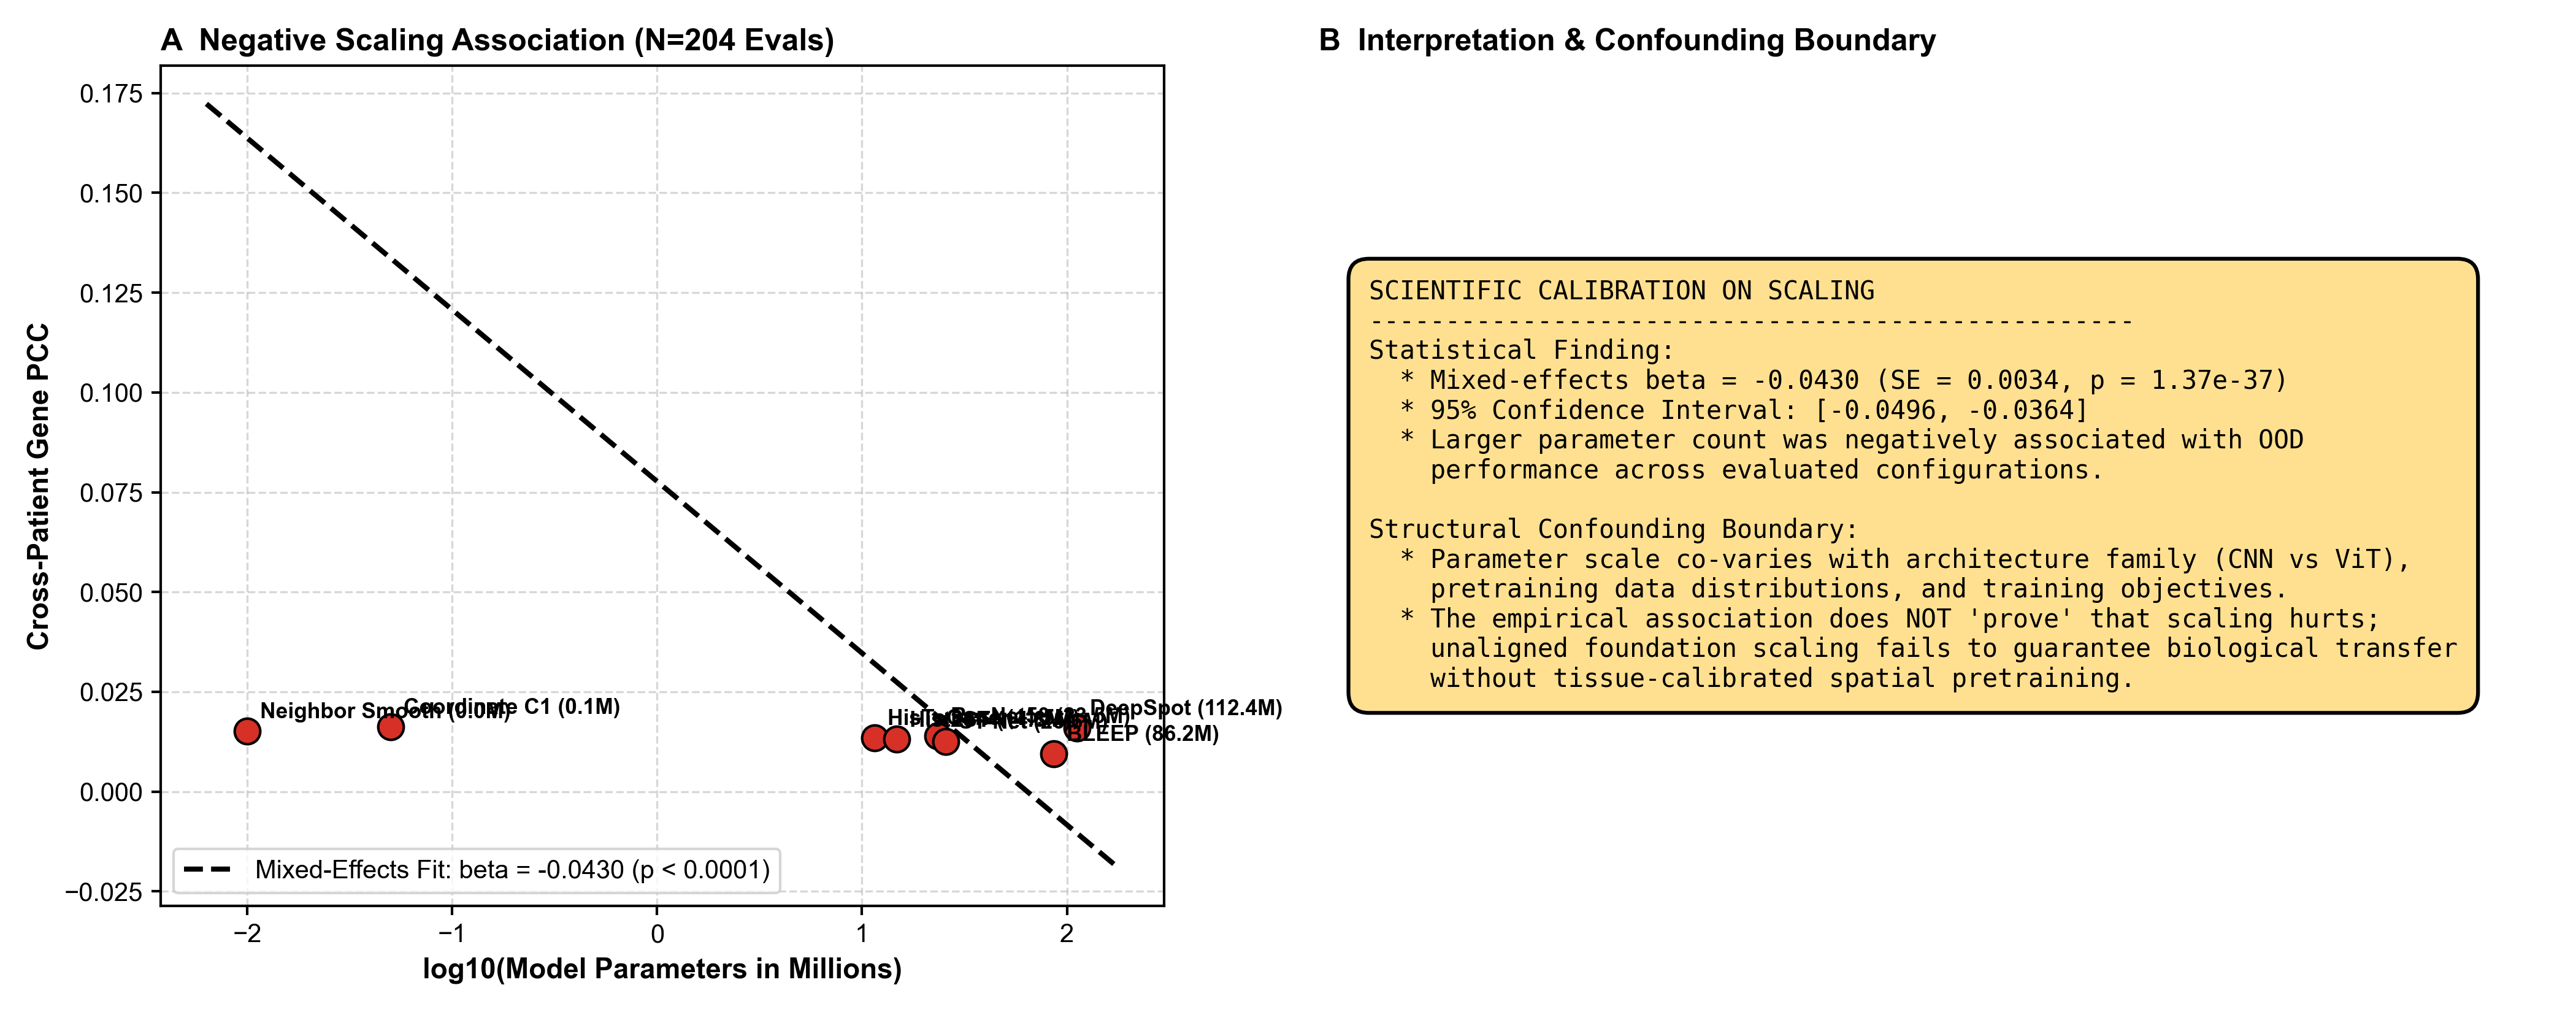 A Negative Scaling Association (N=204 Evals)
Cross-Patient Gene PCC
0.175
0.150
0.125
0.100
0.075
0.050
0.025
0.000
−0.025
Neighbor Smooth (0.0M)
Coordinate C1 (0.1M)
DeepSpot (112.4M)
BLEEP (86.2M)
Mixed-Effects Fit: beta = -0.0430 (p < 0.0001)
−2
−1
0
1
2
log10(Model Parameters in Millions)
B Interpretation & Confounding Boundary
SCIENTIFIC CALIBRATION ON SCALING
--------------------------------------------------
Statistical Finding:
* Mixed-effects beta = -0.0430 (SE = 0.0034, p = 1.37e-37)
* 95% Confidence Interval: [-0.0496, -0.0364]
* Larger parameter count was negatively associated with OOD
performance across evaluated configurations.
Structural Confounding Boundary:
* Parameter scale co-varies with architecture family (CNN vs ViT),
pretraining data distributions, and training objectives.
* The empirical association does NOT 'prove' that scaling hurts;
unaligned foundation scaling fails to guarantee biological transfer
without tissue-calibrated spatial pretraining.